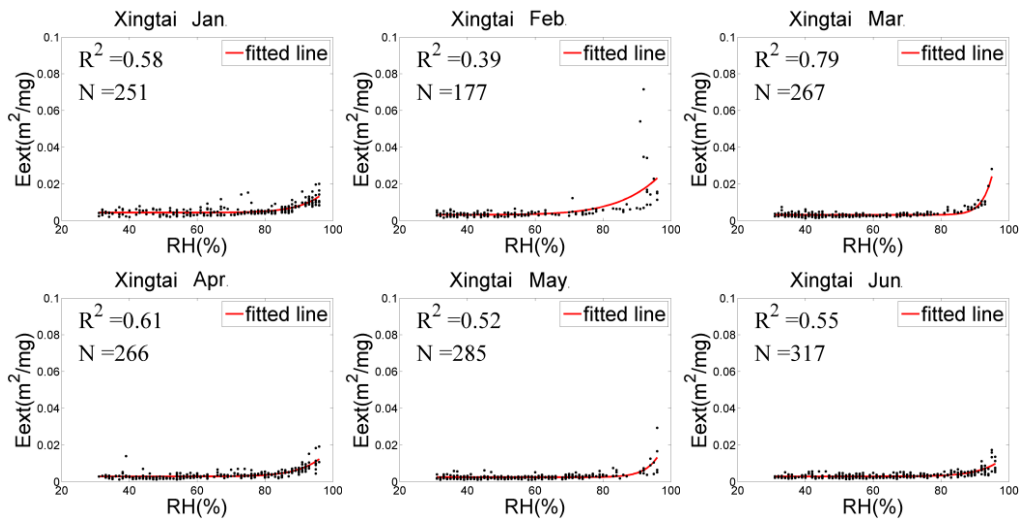 Xingtai Jan.
R² =0.58
N =251
fitted line
Eext(m²/mg)
0.1
0.08
0.06
0.04
0.02
0
20 40 60 80 100
RH(%)
Xingtai Feb.
R² =0.39
N =177
fitted line
Eext(m²/mg)
0.1
0.08
0.06
0.04
0.02
0
20 40 60 80 100
RH(%)
Xingtai Mar.
R² =0.79
N =267
fitted line
Eext(m²/mg)
0.1
0.08
0.06
0.04
0.02
0
20 40 60 80 100
RH(%)
Xingtai Apr.
R² =0.61
N =266
fitted line
Eext(m²/mg)
0.1
0.08
0.06
0.04
0.02
0
20 40 60 80 100
RH(%)
Xingtai May.
R² =0.52
N =285
fitted line
Eext(m²/mg)
0.1
0.08
0.06
0.04
0.02
0
20 40 60 80 100
RH(%)
Xingtai Jun.
R² =0.55
N =317
fitted line
Eext(m²/mg)
0.1
0.08
0.06
0.04
0.02
0
20 40 60 80 100
RH(%)